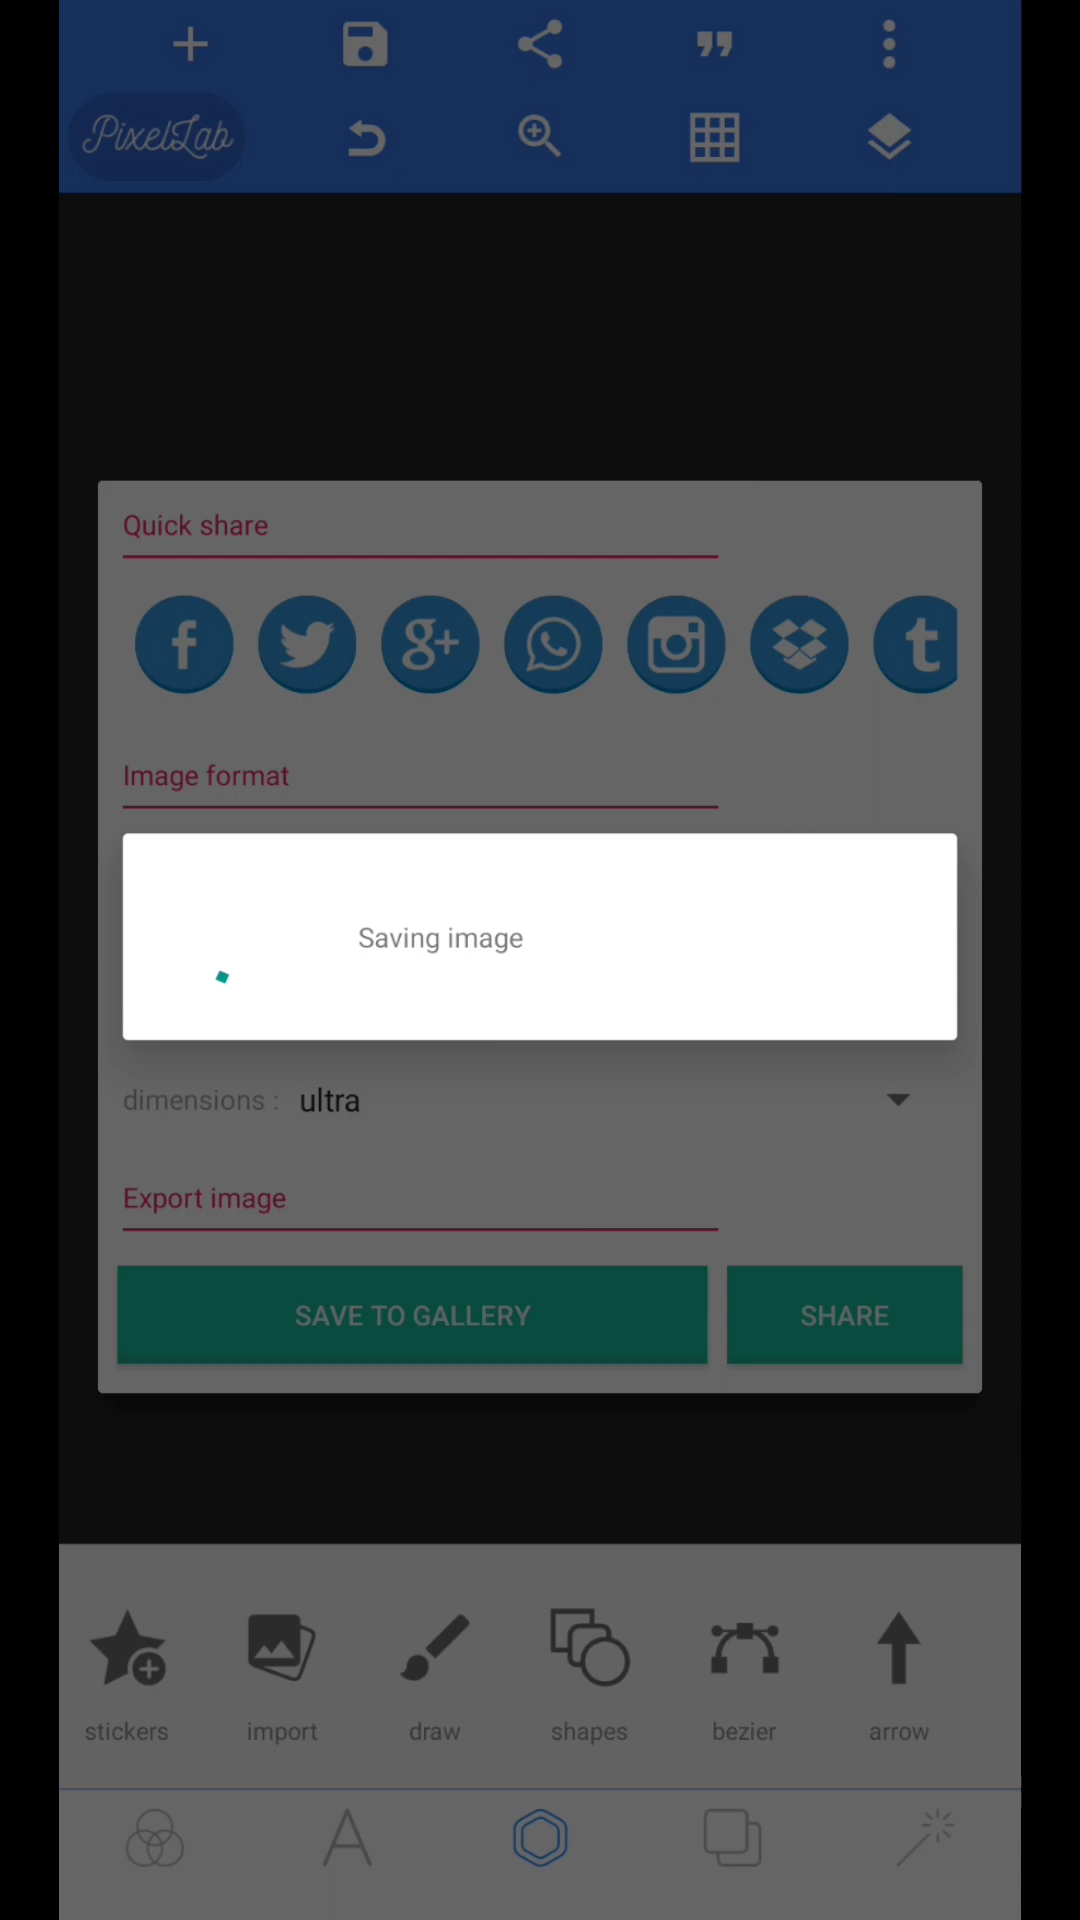 PixelLab
Quick share
Image format
Saving image
dimensions : ultra
Export image
SAVE TO GALLERY
SHARE
stickers
import
draw
shapes
bezier
arrow